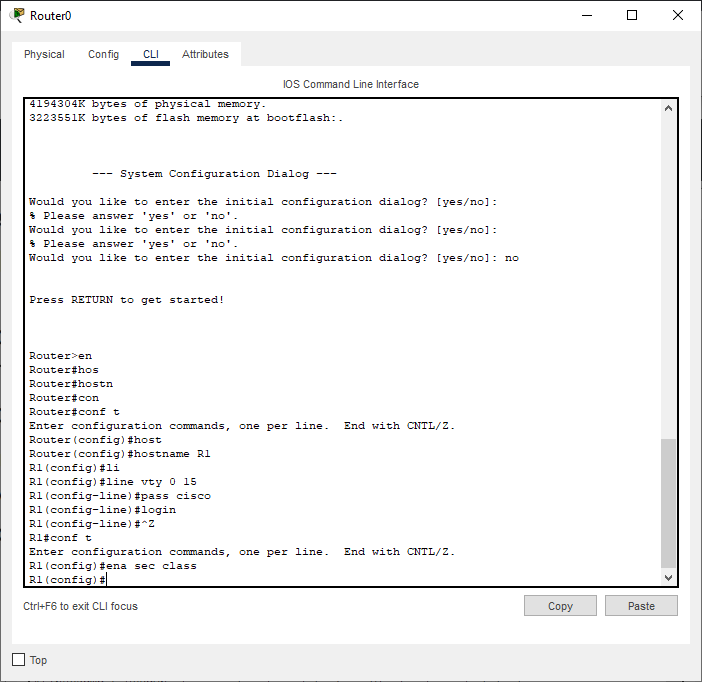 Router0
Physical Config CLI Attributes
IOS Command Line Interface
4194304K bytes of physical memory.
3223551K bytes of flash memory at bootflash:.
--- System Configuration Dialog ---
Would you like to enter the initial configuration dialog? [yes/no]:
% Please answer 'yes' or 'no'.
Would you like to enter the initial configuration dialog? [yes/no]:
% Please answer 'yes' or 'no'.
Would you like to enter the initial configuration dialog? [yes/no]: no
Press RETURN to get started!
Router>en
Router#hos
Router#hostn
Router#con
Router#conf t
Enter configuration commands, one per line.  End with CNTL/Z.
Router(config)#host
Router(config)#hostname R1
R1(config)#li
R1(config)#line vty 0 15
R1(config-line)#pass cisco
R1(config-line)#login
R1(config-line)#^Z
R1#conf t
Enter configuration commands, one per line.  End with CNTL/Z.
R1(config)#ena sec class
R1(config)#
Ctrl+F6 to exit CLI focus
Copy Paste
Top